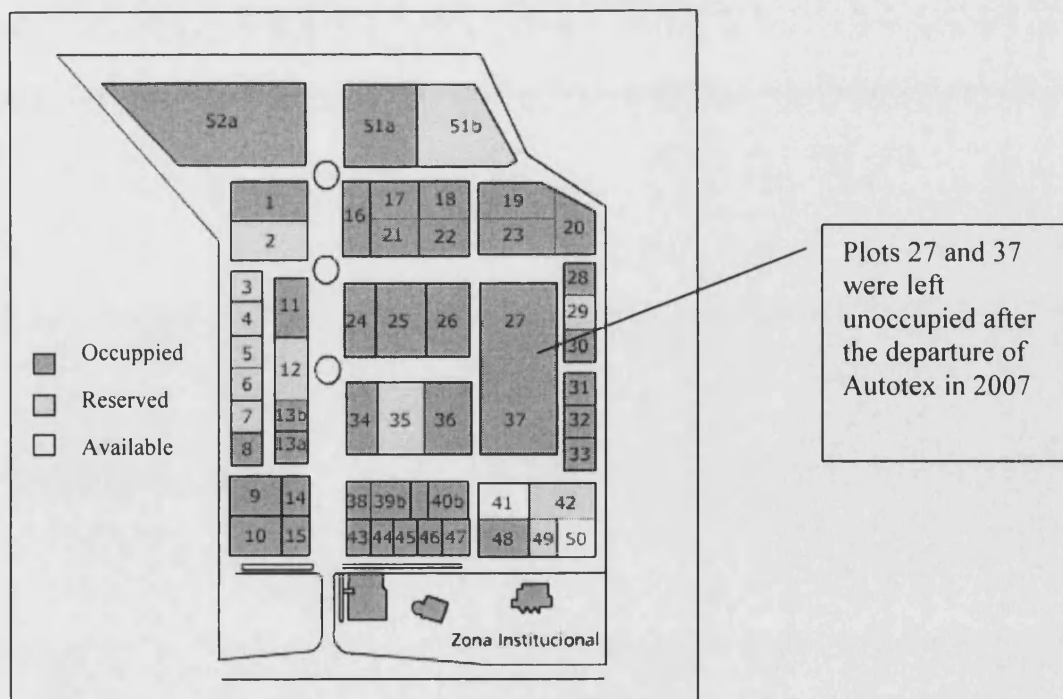 52a 51a 51b
1 16 17 18 19 20
2 21 22 23
3 11 28
4 24 25 26 27 29
5 12 30
6 31
7 13b 34 35 36 37 32
8 13a 33
9 14 38 39b 40b 41 42
10 15 43 44 45 46 47 48 49 50
Zona Institucional
Occuppied
Reserved
Available
Plots 27 and 37
were left
unoccupied after
the departure of
Autotex in 2007